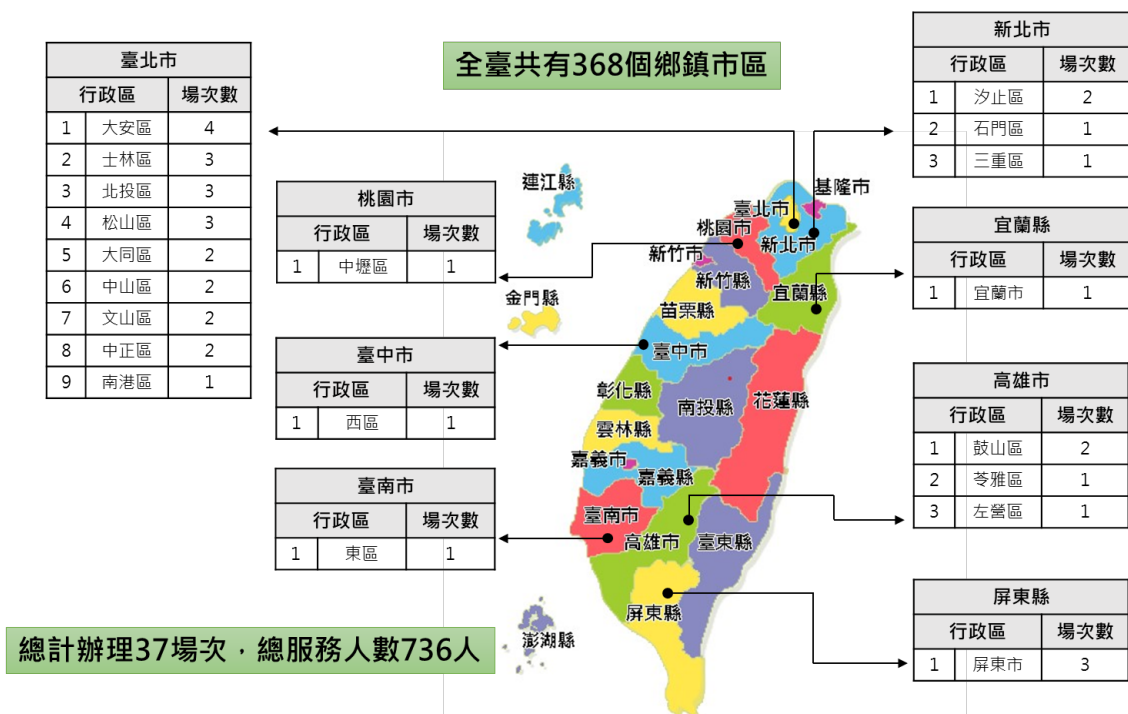 全臺共有368個鄉鎮市區
臺北市
行政區 場次數
1 大安區 4
2 士林區 3
3 北投區 3
4 松山區 3
5 大同區 2
6 中山區 2
7 文山區 2
8 中正區 2
9 南港區 1
桃園市
行政區 場次數
1 中壢區 1
臺中市
行政區 場次數
1 西區 1
臺南市
行政區 場次數
1 東區 1
新北市
行政區 場次數
1 汐止區 2
2 石門區 1
3 三重區 1
宜蘭縣
行政區 場次數
1 宜蘭市 1
高雄市
行政區 場次數
1 鼓山區 2
2 苓雅區 1
3 左營區 1
屏東縣
行政區 場次數
1 屏東市 3
連江縣
基隆市
臺北市
桃園市
新北市
新竹市
新竹縣
宜蘭縣
金門縣
苗栗縣
臺中市
彰化縣
南投縣
花蓮縣
雲林縣
嘉義市
嘉義縣
臺南市
高雄市
臺東縣
屏東縣
澎湖縣
總計辦理37場次，總服務人數736人